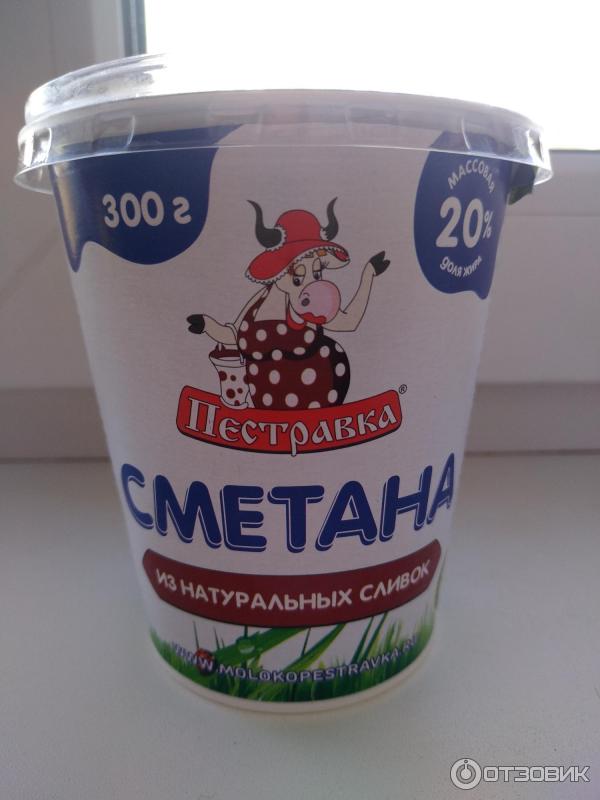 300 г
МАССОВАЯ
20%
ДОЛЯ ЖИРА
ПЕСТРАВКА®
СМЕТАНА
ИЗ НАТУРАЛЬНЫХ СЛИВОК
WWW.MOLOKOPESTRAVKA.RU
ОТЗОВИК